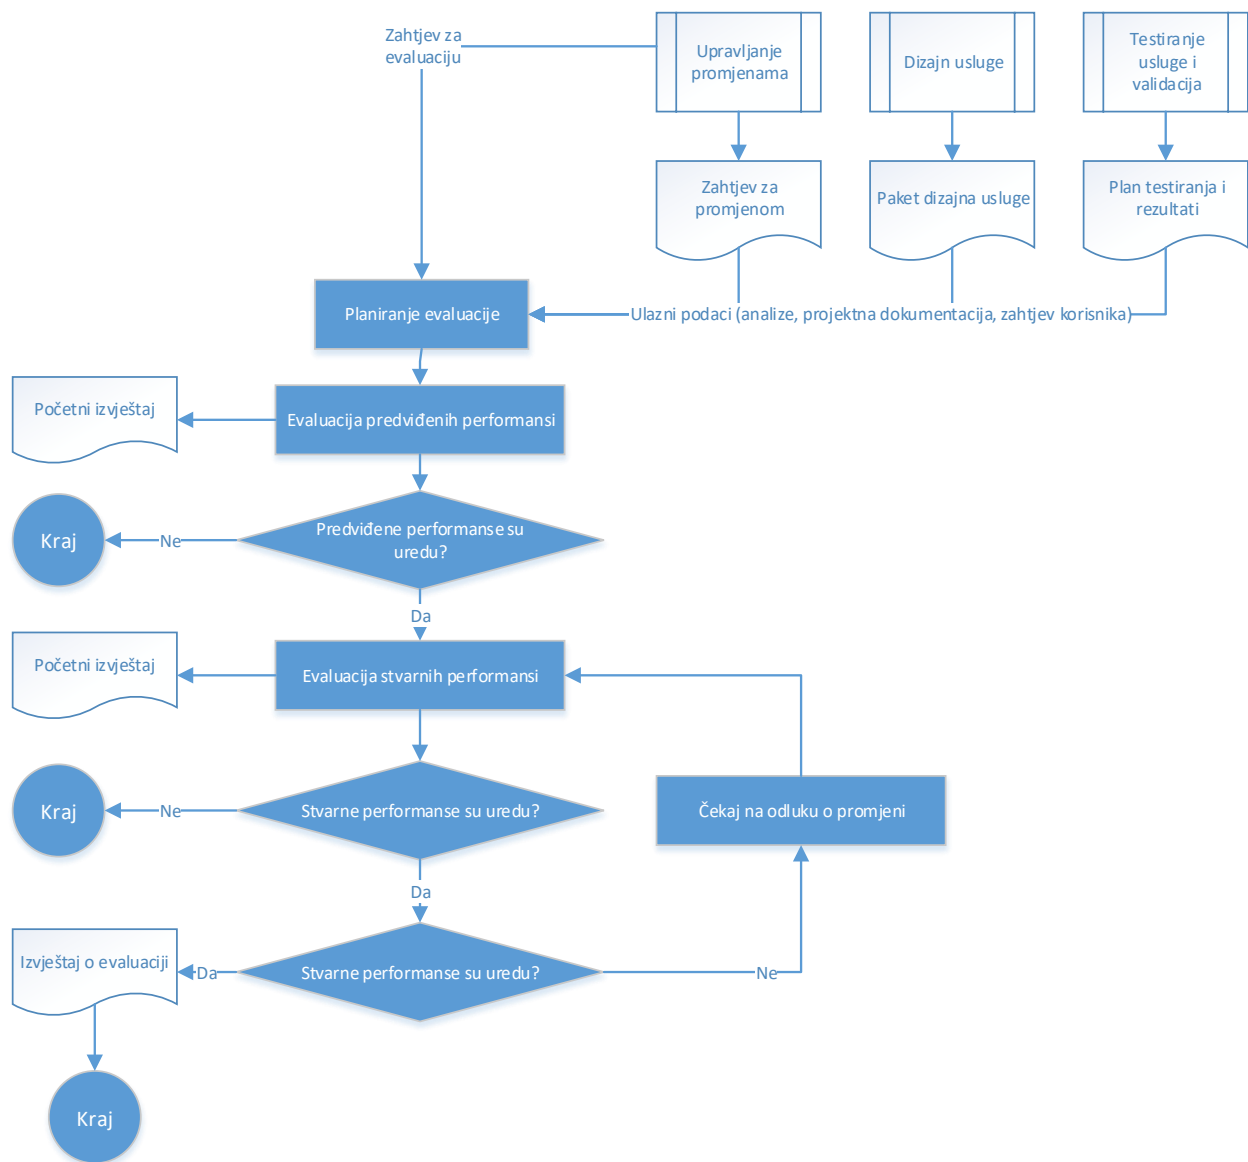 Zahtjev za
evaluaciju
Upravljanje
promjenama
Dizajn usluge
Testiranje
usluge i
validacija
Zahtjev za
promjenom
Paket dizajna usluge
Plan testiranja i
rezultati
Planiranje evaluacije
Ulazni podaci (analize, projektna dokumentacija, zahtjev korisnika)
Početni izvještaj
Evaluacija predviđenih performansi
Kraj
Ne
Predviđene performanse su
uredu?
Da
Početni izvještaj
Evaluacija stvarnih performansi
Kraj
Ne
Stvarne performanse su uredu?
Čekaj na odluku o promjeni
Da
Izvještaj o evaluaciji
Da
Stvarne performanse su uredu?
Ne
Kraj